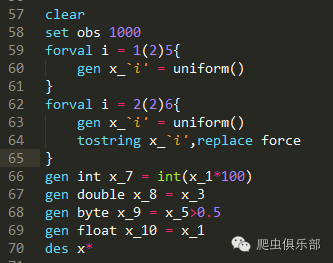 57 clear
58 set obs 1000
59 forval i = 1(2)5{
60     gen x_`i' = uniform()
61 }
62 forval i = 2(2)6{
63     gen x_`i' = uniform()
64     tostring x_`i',replace force
65 }
66 gen int x_7 = int(x_1*100)
67 gen double x_8 = x_3
68 gen byte x_9 = x_5>0.5
69 gen float x_10 = x_1
70 des x*
爬虫俱乐部